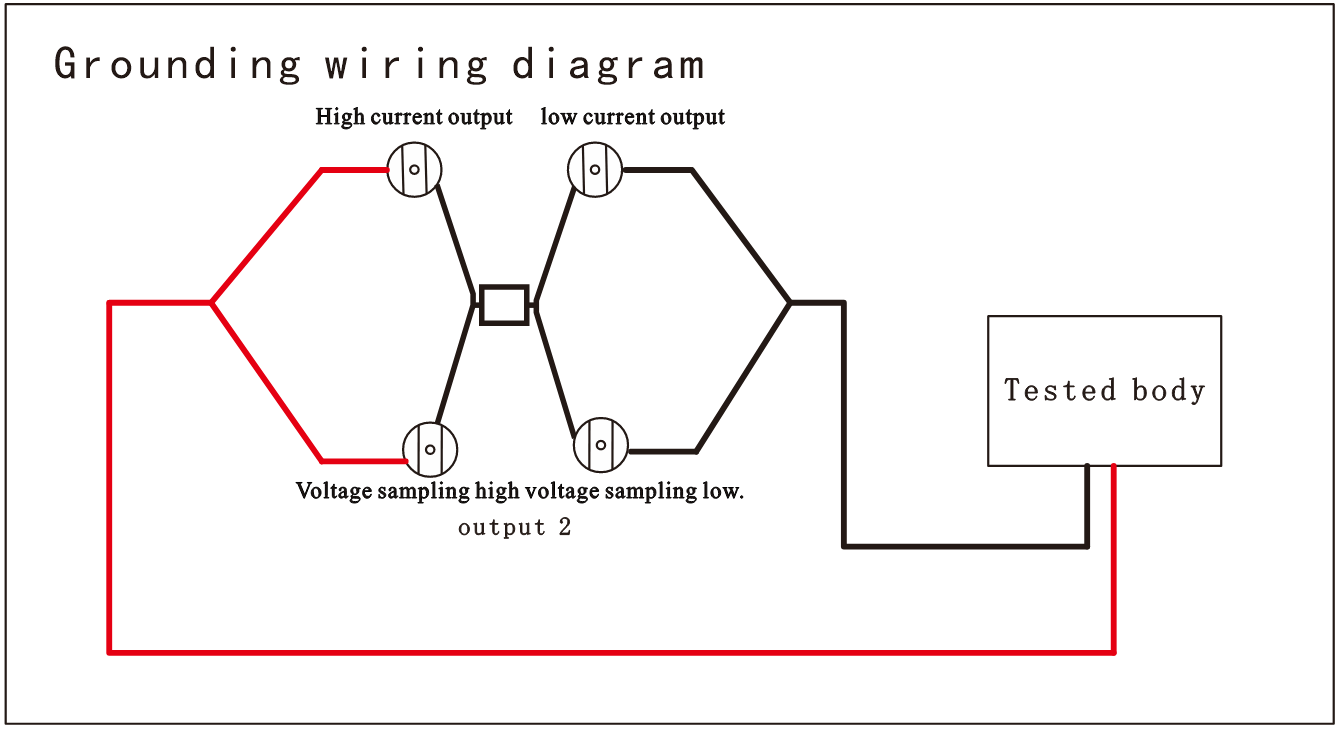 Grounding wiring diagram
High current output
low current output
Tested body
Voltage sampling high voltage sampling low.
output 2